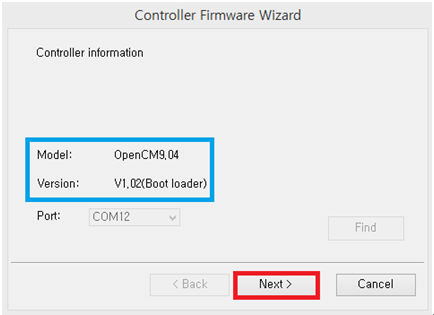 Controller Firmware Wizard
Controller information
Model: OpenCM9.04
Version: V1.02(Boot loader)
Port: COM12
Find
< Back Next > Cancel